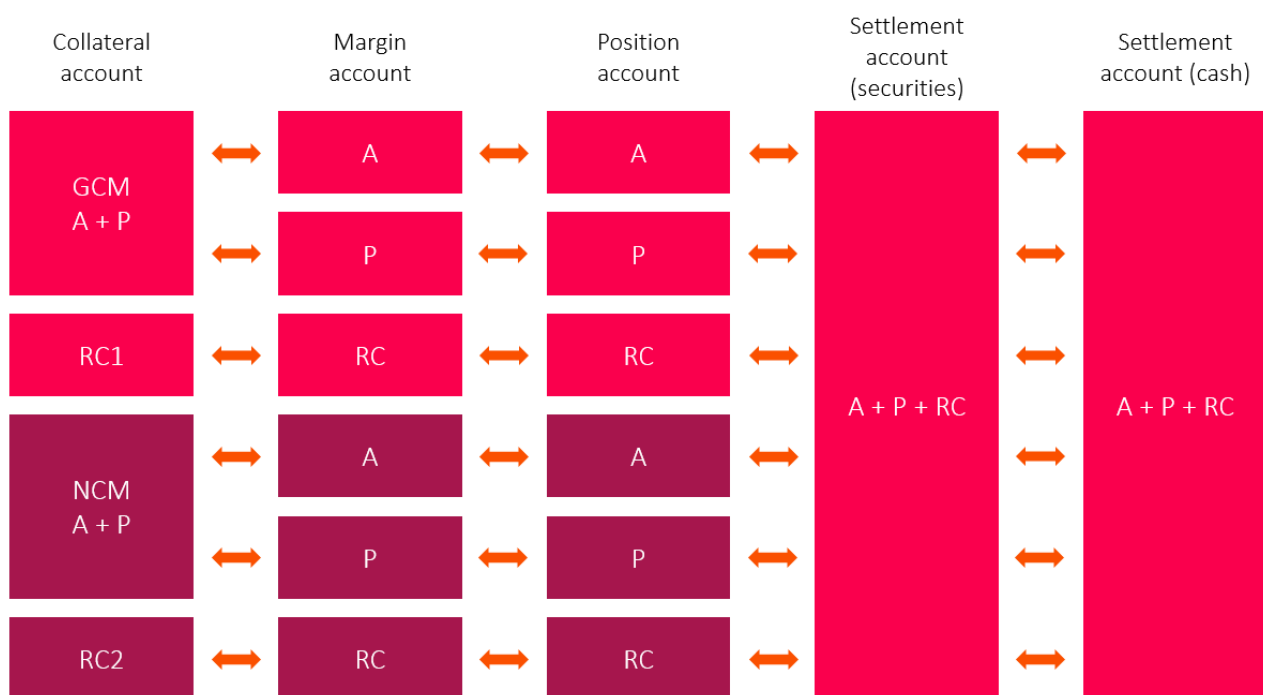 Collateral
account
Margin
account
Position
account
Settlement
account
(securities)
Settlement
account (cash)
GCM
A + P
A
A
P
P
RC1
RC
RC
A + P + RC
A + P + RC
NCM
A + P
A
A
P
P
RC2
RC
RC